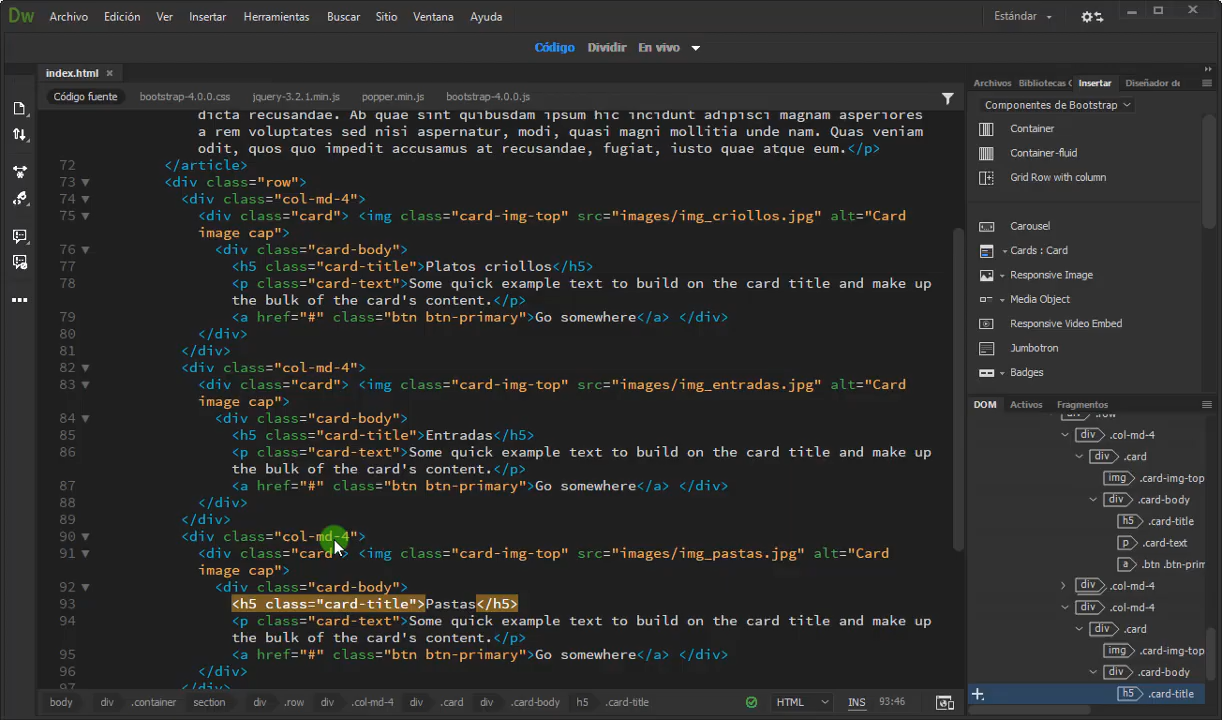 Dw Archivo Edición Ver Insertar Herramientas Buscar Sitio Ventana Ayuda Estándar
Código Dividir En vivo
index.html
Código fuente bootstrap-4.0.0.css jquery-3.2.1.min.js popper.min.js bootstrap-4.0.0.js
dicta recusandae. Ab quae sint quibusdam ipsum hic incidunt adipisci magnam asperiores
a rem voluptates sed nisi aspernatur, modi, quasi magni mollitia unde nam. Quas veniam
odit, quos quo impedit accusamus at recusandae, fugiat, iusto quae atque eum.</p>
72 </article>
73 <div class="row">
74 <div class="col-md-4">
75 <div class="card"> <img class="card-img-top" src="images/img_criollos.jpg" alt="Card
image cap">
76 <div class="card-body">
77 <h5 class="card-title">Platos criollos</h5>
78 <p class="card-text">Some quick example text to build on the card title and make up
the bulk of the card's content.</p>
79 <a href="#" class="btn btn-primary">Go somewhere</a> </div>
80 </div>
81 </div>
82 <div class="col-md-4">
83 <div class="card"> <img class="card-img-top" src="images/img_entradas.jpg" alt="Card
image cap">
84 <div class="card-body">
85 <h5 class="card-title">Entradas</h5>
86 <p class="card-text">Some quick example text to build on the card title and make up
the bulk of the card's content.</p>
87 <a href="#" class="btn btn-primary">Go somewhere</a> </div>
88 </div>
89 </div>
90 <div class="col-md-4">
91 <div class="card"> <img class="card-img-top" src="images/img_pastas.jpg" alt="Card
image cap">
92 <div class="card-body">
93 <h5 class="card-title">Pastas</h5>
94 <p class="card-text">Some quick example text to build on the card title and make up
the bulk of the card's content.</p>
95 <a href="#" class="btn btn-primary">Go somewhere</a> </div>
96 </div>
97 </div>
body div .container section div .row div .col-md-4 div .card div .card-body h5 .card-title HTML INS 93:46
Archivos Bibliotecas C Insertar Diseñador de
Componentes de Bootstrap
Container
Container-fluid
Grid Row with column
Carousel
Cards : Card
Responsive Image
Media Object
Responsive Video Embed
Jumbotron
Badges
DOM Activos Fragmentos
div .row
div .col-md-4
div .card
img .card-img-top
div .card-body
h5 .card-title
p .card-text
a .btn .btn-prim
div .col-md-4
div .col-md-4
div .card
img .card-img-top
div .card-body
h5 .card-title